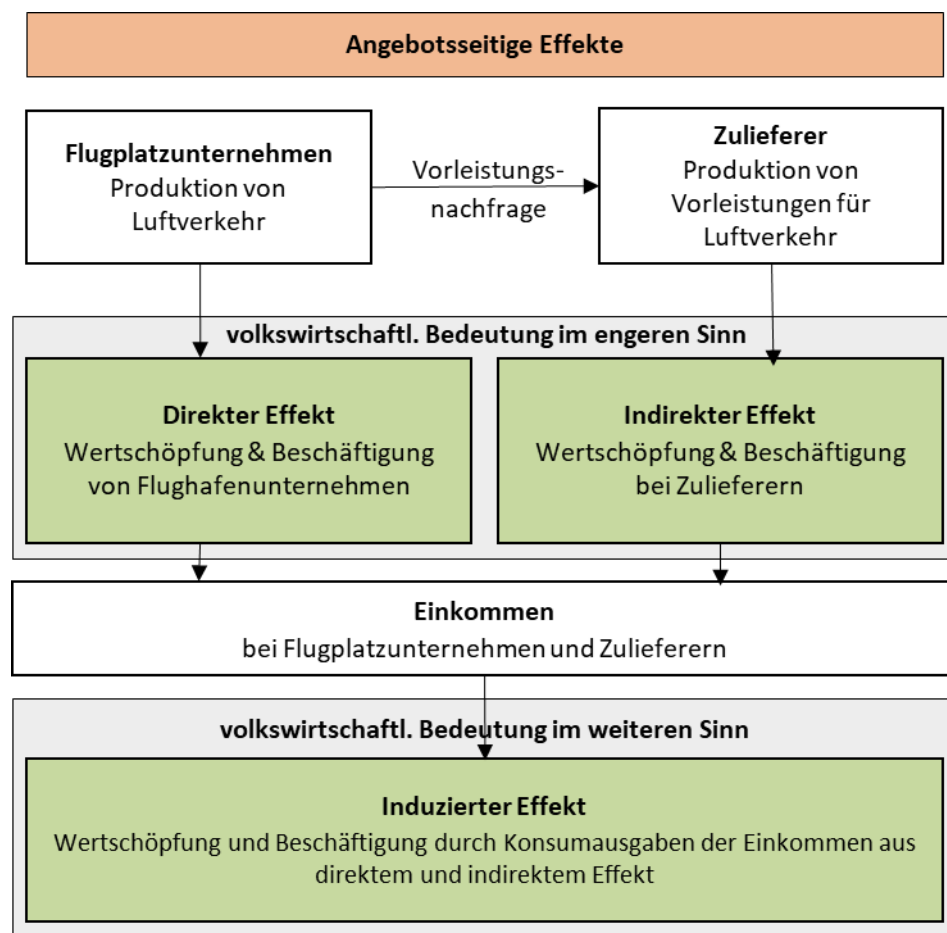 Angebotsseitige Effekte
Flugplatzunternehmen
Produktion von
Luftverkehr
Vorleistungs-
nachfrage
Zulieferer
Produktion von
Vorleistungen für
Luftverkehr
volkswirtschaftl. Bedeutung im engeren Sinn
Direkter Effekt
Wertschöpfung & Beschäftigung
von Flughafenunternehmen
Indirekter Effekt
Wertschöpfung & Beschäftigung
bei Zulieferern
Einkommen
bei Flugplatzunternehmen und Zulieferern
volkswirtschaftl. Bedeutung im weiteren Sinn
Induzierter Effekt
Wertschöpfung und Beschäftigung durch Konsumausgaben der Einkommen aus
direktem und indirektem Effekt